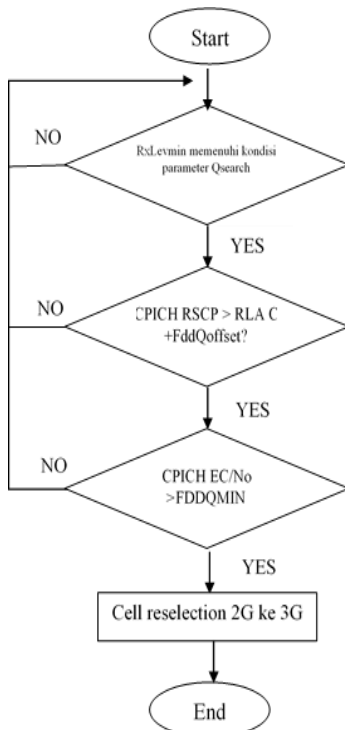 Start
NO
RxLevmin memenuhi kondisi
parameter Qsearch
YES
NO
CPICH RSCP > RLA C
+FddQoffset?
YES
NO
CPICH EC/No
>FDDQMIN
YES
Cell reselection 2G ke 3G
End